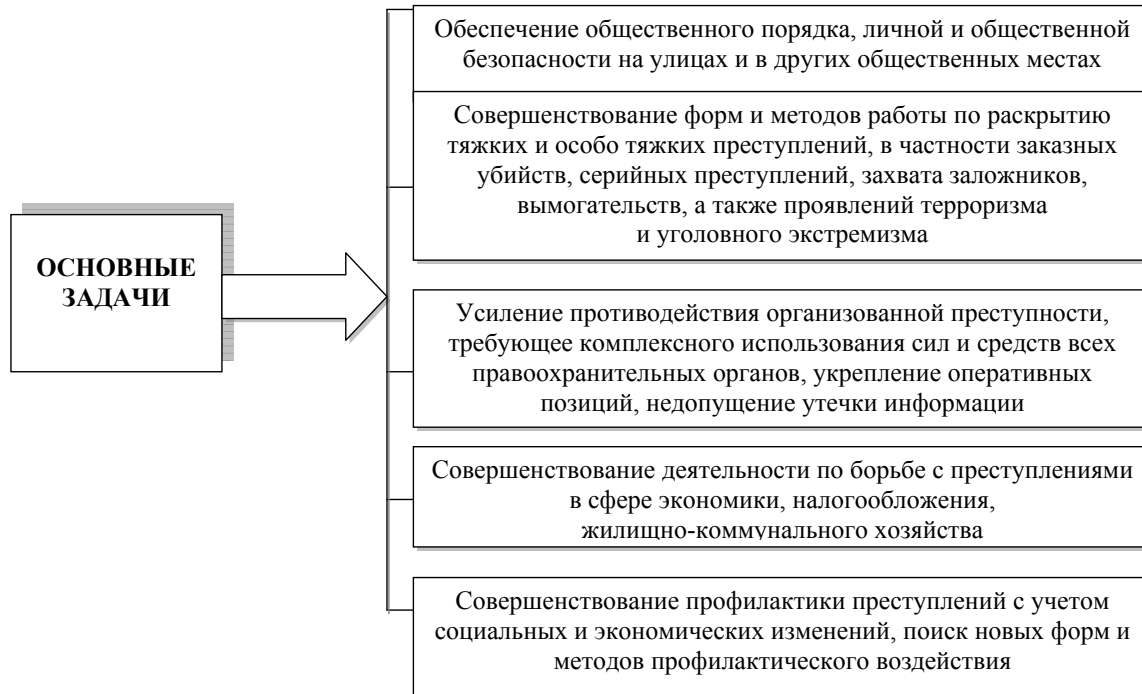 ОСНОВНЫЕ
ЗАДАЧИ
Обеспечение общественного порядка, личной и общественной
безопасности на улицах и в других общественных местах
Совершенствование форм и методов работы по раскрытию
тяжких и особо тяжких преступлений, в частности заказных
убийств, серийных преступлений, захвата заложников,
вымогательств, а также проявлений терроризма
и уголовного экстремизма
Усиление противодействия организованной преступности,
требующее комплексного использования сил и средств всех
правоохранительных органов, укрепление оперативных
позиций, недопущение утечки информации
Совершенствование деятельности по борьбе с преступлениями
в сфере экономики, налогообложения,
жилищно-коммунального хозяйства
Совершенствование профилактики преступлений с учетом
социальных и экономических изменений, поиск новых форм и
методов профилактического воздействия